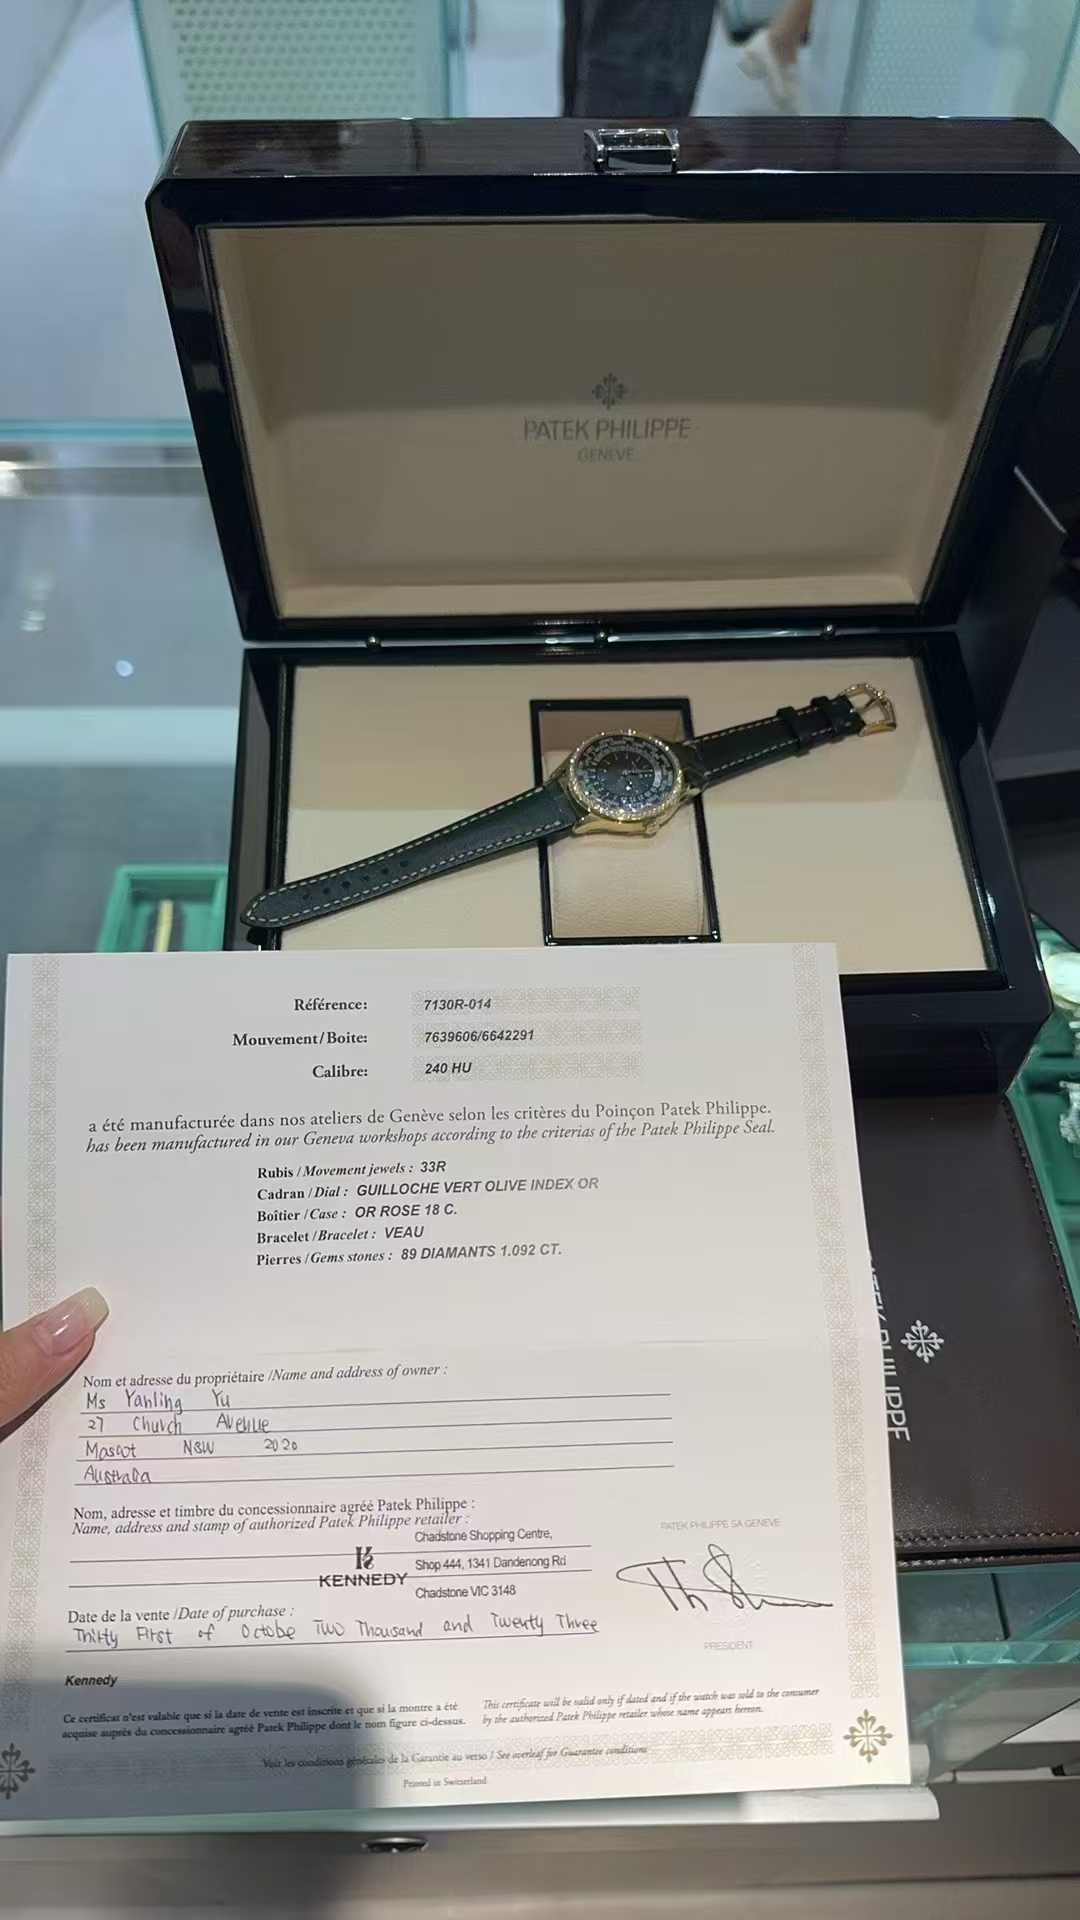 PATEK PHILIPPE
GENEVE
Référence: 7130R-014
Mouvement/Boite: 7639606/6642291
Calibre: 240 HU
a été manufacturée dans nos ateliers de Genève selon les critères du Poinçon Patek Philippe.
has been manufactured in our Geneva workshops according to the criterias of the Patek Philippe Seal.
Rubis / Movement jewels : 33R
Cadran / Dial : GUILLOCHE VERT OLIVE INDEX OR
Boîtier / Case : OR ROSE 18 C.
Bracelet / Bracelet : VEAU
Pierres / Gems stones : 89 DIAMANTS 1.092 CT.
Nom et adresse du propriétaire /Name and address of owner :
Ms Yanling Yu
27 Church Avenue
Mascot NSW 2020
Australia
Nom, adresse et timbre du concessionnaire agréé Patek Philippe :
Name, address and stamp of authorized Patek Philippe retailer :
KENNEDY
Chadstone Shopping Centre,
Shop 444, 1341 Dandenong Rd
Chadstone VIC 3148
PATEK PHILIPPE SA GENEVE
PRESIDENT
Date de la vente /Date of purchase :
Thirty First of Octobe Two Thousand and Twenty Three
Kennedy
Ce certificat n'est valable que si la date de vente est inscrite et que si la montre a été
acquise auprès du concessionnaire agréé Patek Philippe dont le nom figure ci-dessus.
This certificate will be valid only if dated and if the watch was sold to the consumer
by the authorized Patek Philippe retailer whose name appears hereon.
Voir les conditions générales de la Garantie au verso / See overleaf for Guarantee conditions
Printed in Switzerland
PATEK PHILIPPE